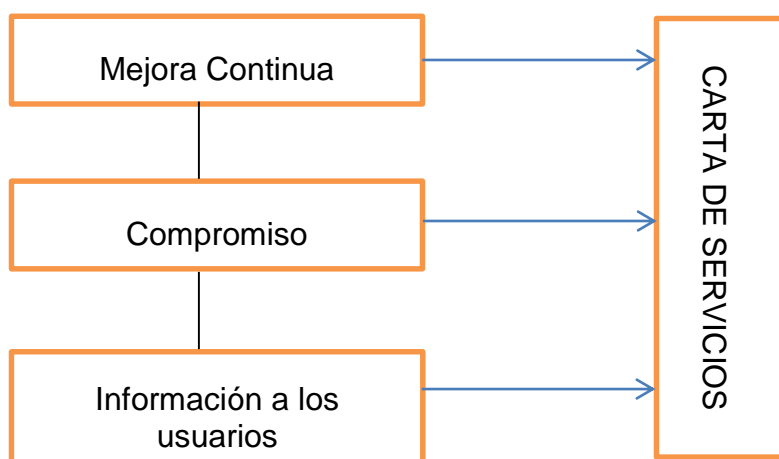 Mejora Continua
Compromiso
Información a los
usuarios
CARTA DE SERVICIOS